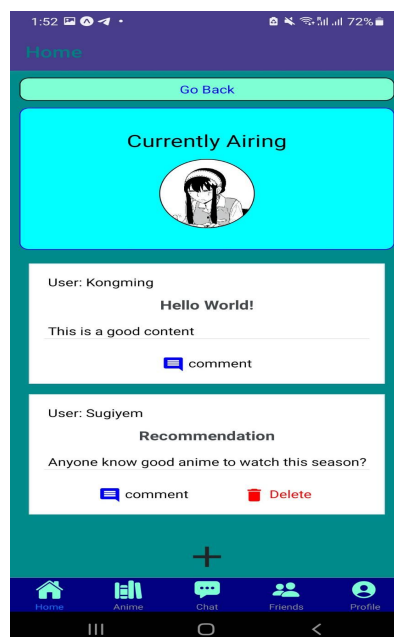 1:52 72%
Home
Go Back
Currently Airing
User: Kongming
Hello World!
This is a good content
comment
User: Sugiyem
Recommendation
Anyone know good anime to watch this season?
comment Delete
Home Anime Chat Friends Profile